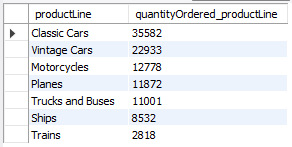 productLine quantityOrdered_productLine
Classic Cars 35582
Vintage Cars 22933
Motorcycles 12778
Planes 11872
Trucks and Buses 11001
Ships 8532
Trains 2818